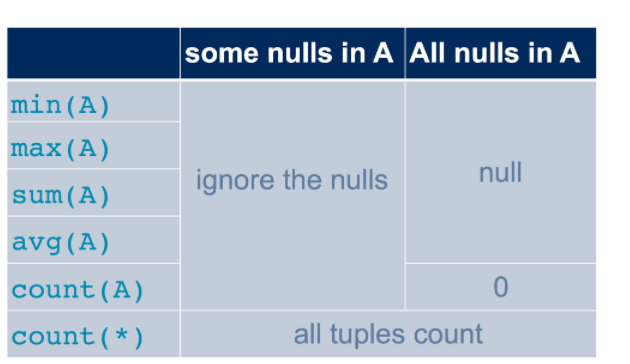 some nulls in A All nulls in A
min(A)
max(A)
ignore the nulls null
sum(A)
avg(A)
count(A) 0
count(*) all tuples count